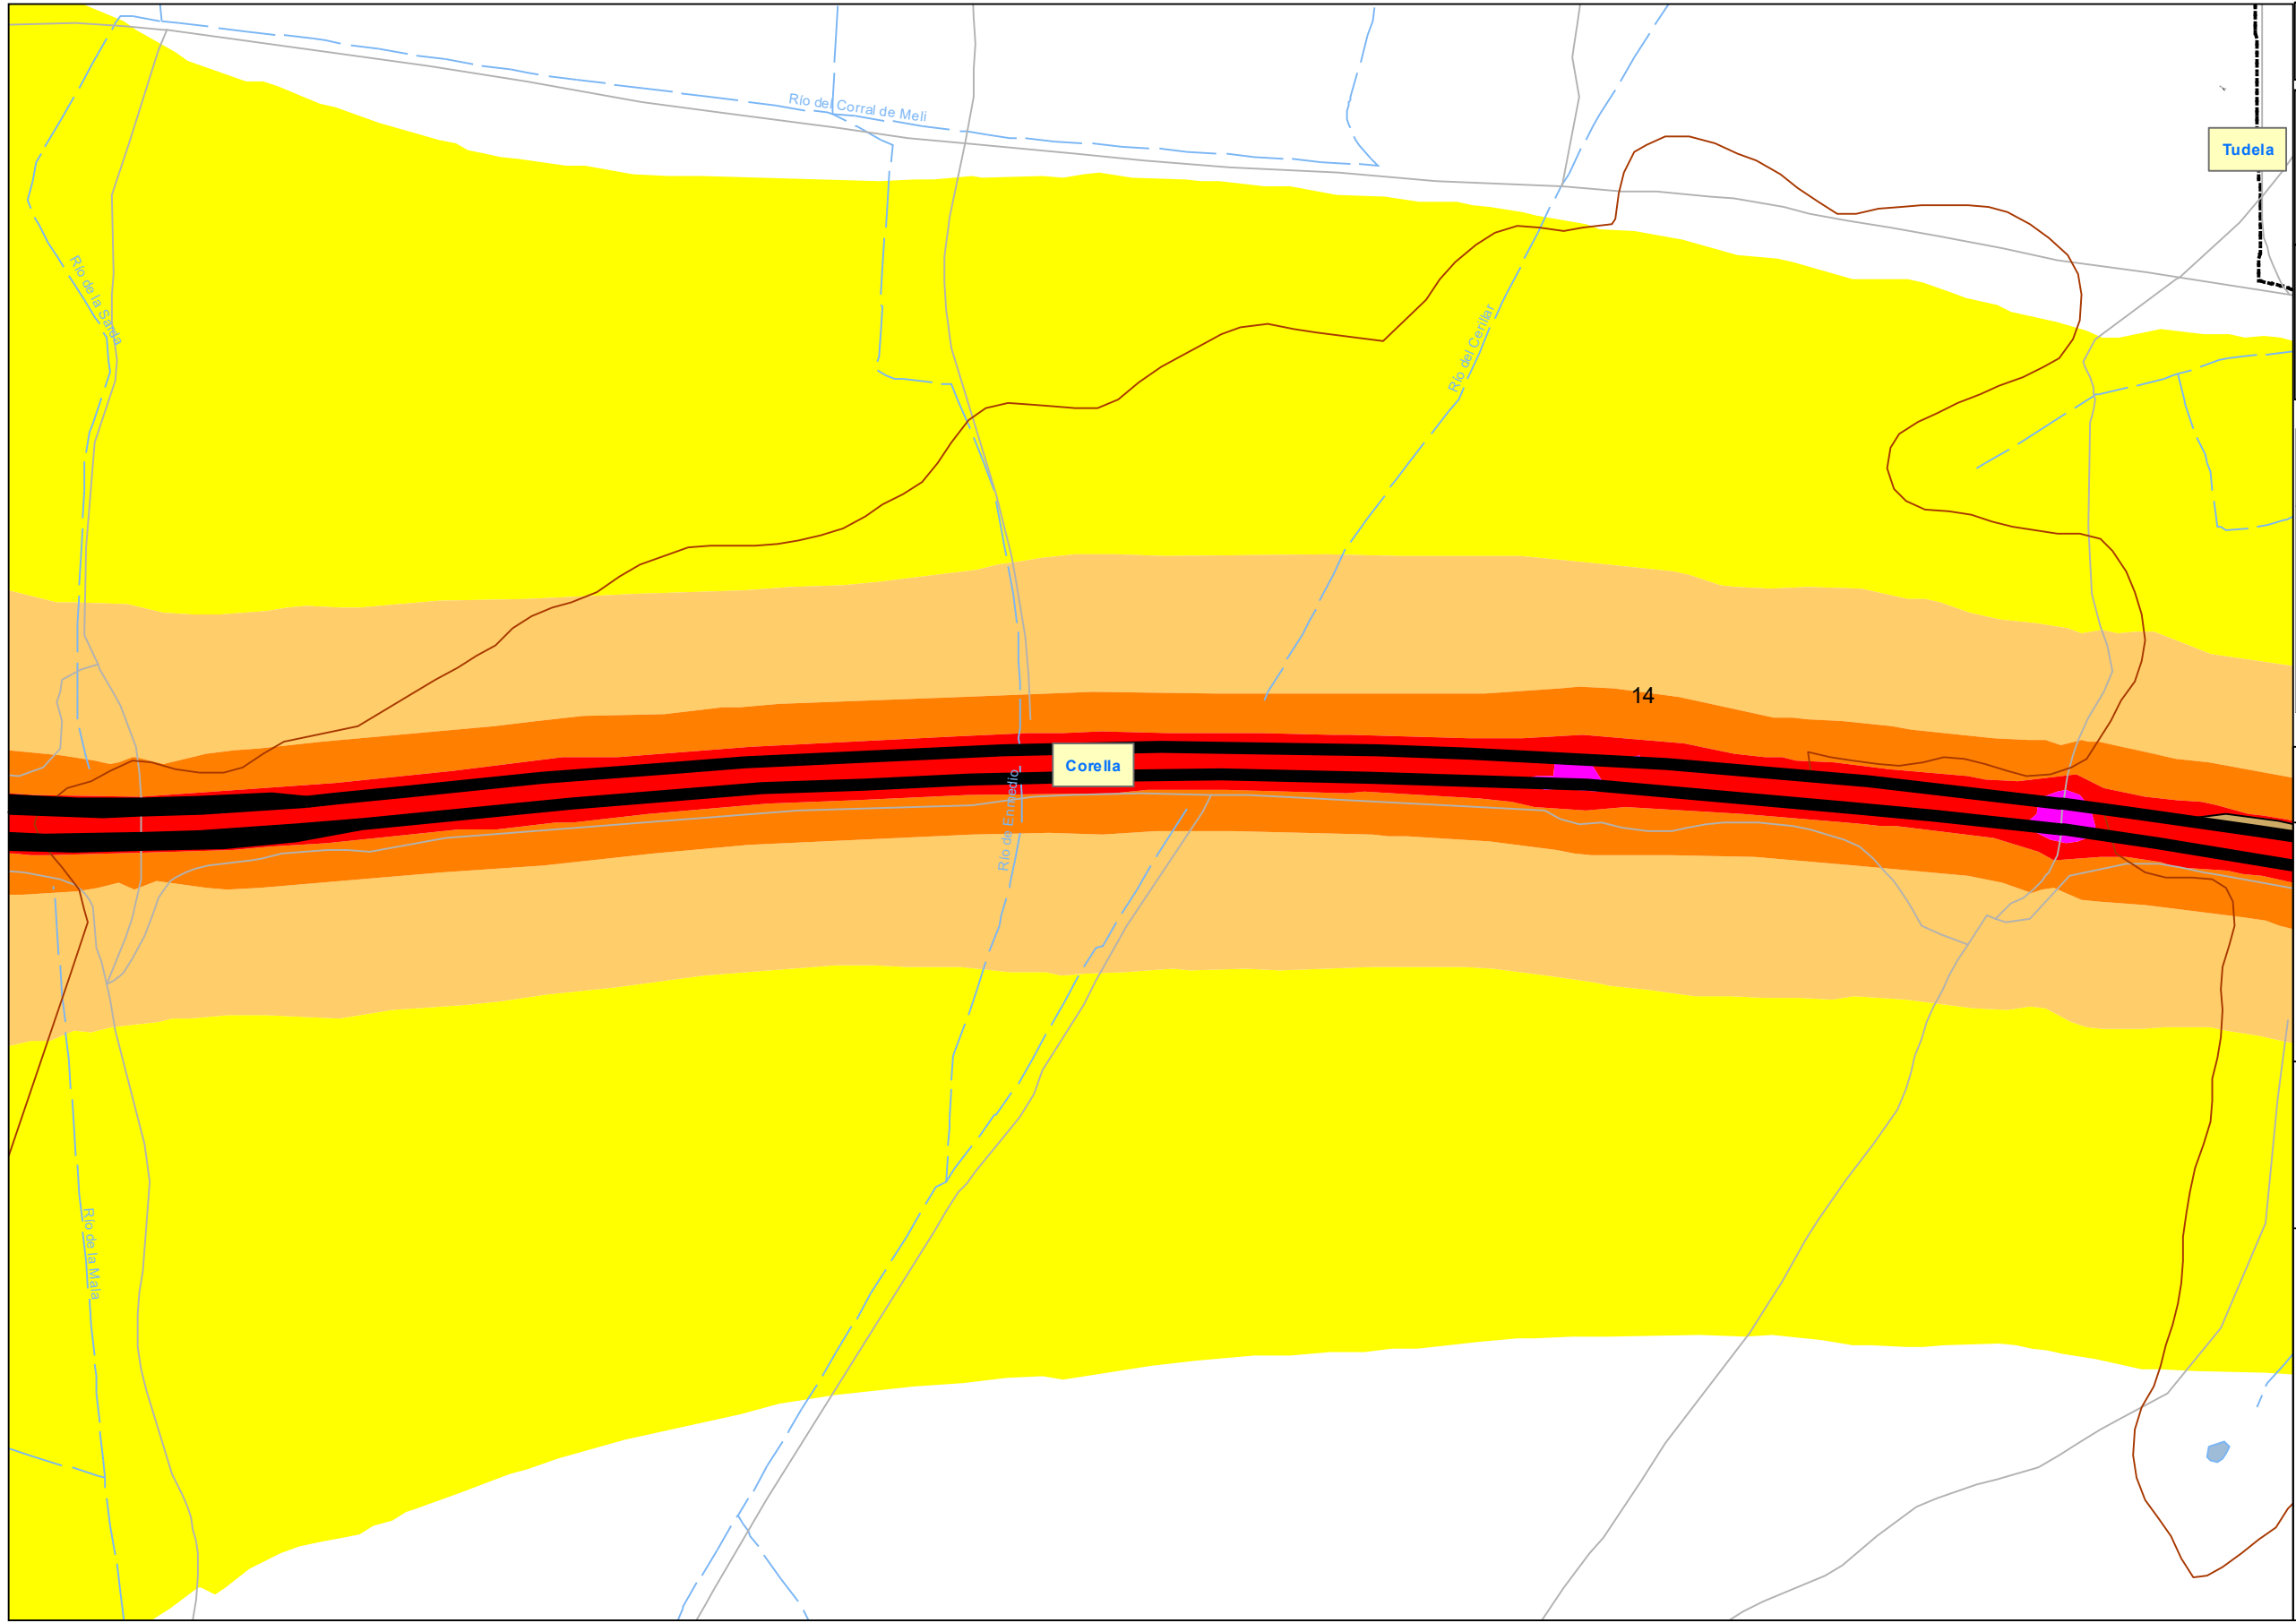 Río del Corral de Meli
Tudela
Río de la Sarda
Río del Cerillar
14
Corella
Río de Enmedio
Río de la Mala